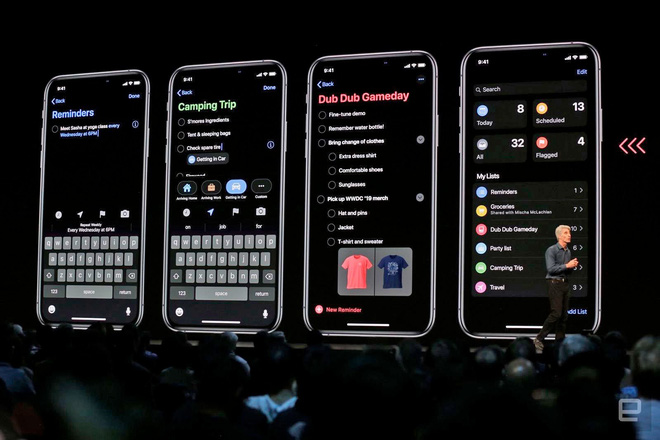 9:41
Back
Done
Reminders
Meet Sasha at yoga class every
Wednesday at 6PM
Repeat Weekly
Every Wednesday at 6PM
q w e r t y u i o p
a s d f g h j k l
z x c v b n m
123
space
return
9:41
Back
Done
Camping Trip
S'mores Ingredients
Tent & sleeping bags
Check spare tire
Getting in Car
Arriving Home
Arriving Work
Getting in Car
Custom
on
job
for
q w e r t y u i o p
a s d f g h j k l
z x c v b n m
123
space
return
9:41
Back
Dub Dub Gameday
Fine-tune demo
Remember water bottle!
Bring change of clothes
Extra dress shirt
Comfortable shoes
Sunglasses
Pick up WWDC '19 merch
Hat and pins
Jacket
T-shirt and sweater
New Reminder
9:41
Edit
Search
Today
8
Scheduled
13
All
32
Flagged
4
My Lists
Reminders 1
Groceries 7
Shared with Mischa McLachlan
Dub Dub Gameday 10
Party list
Camping Trip
Travel 3
Add List